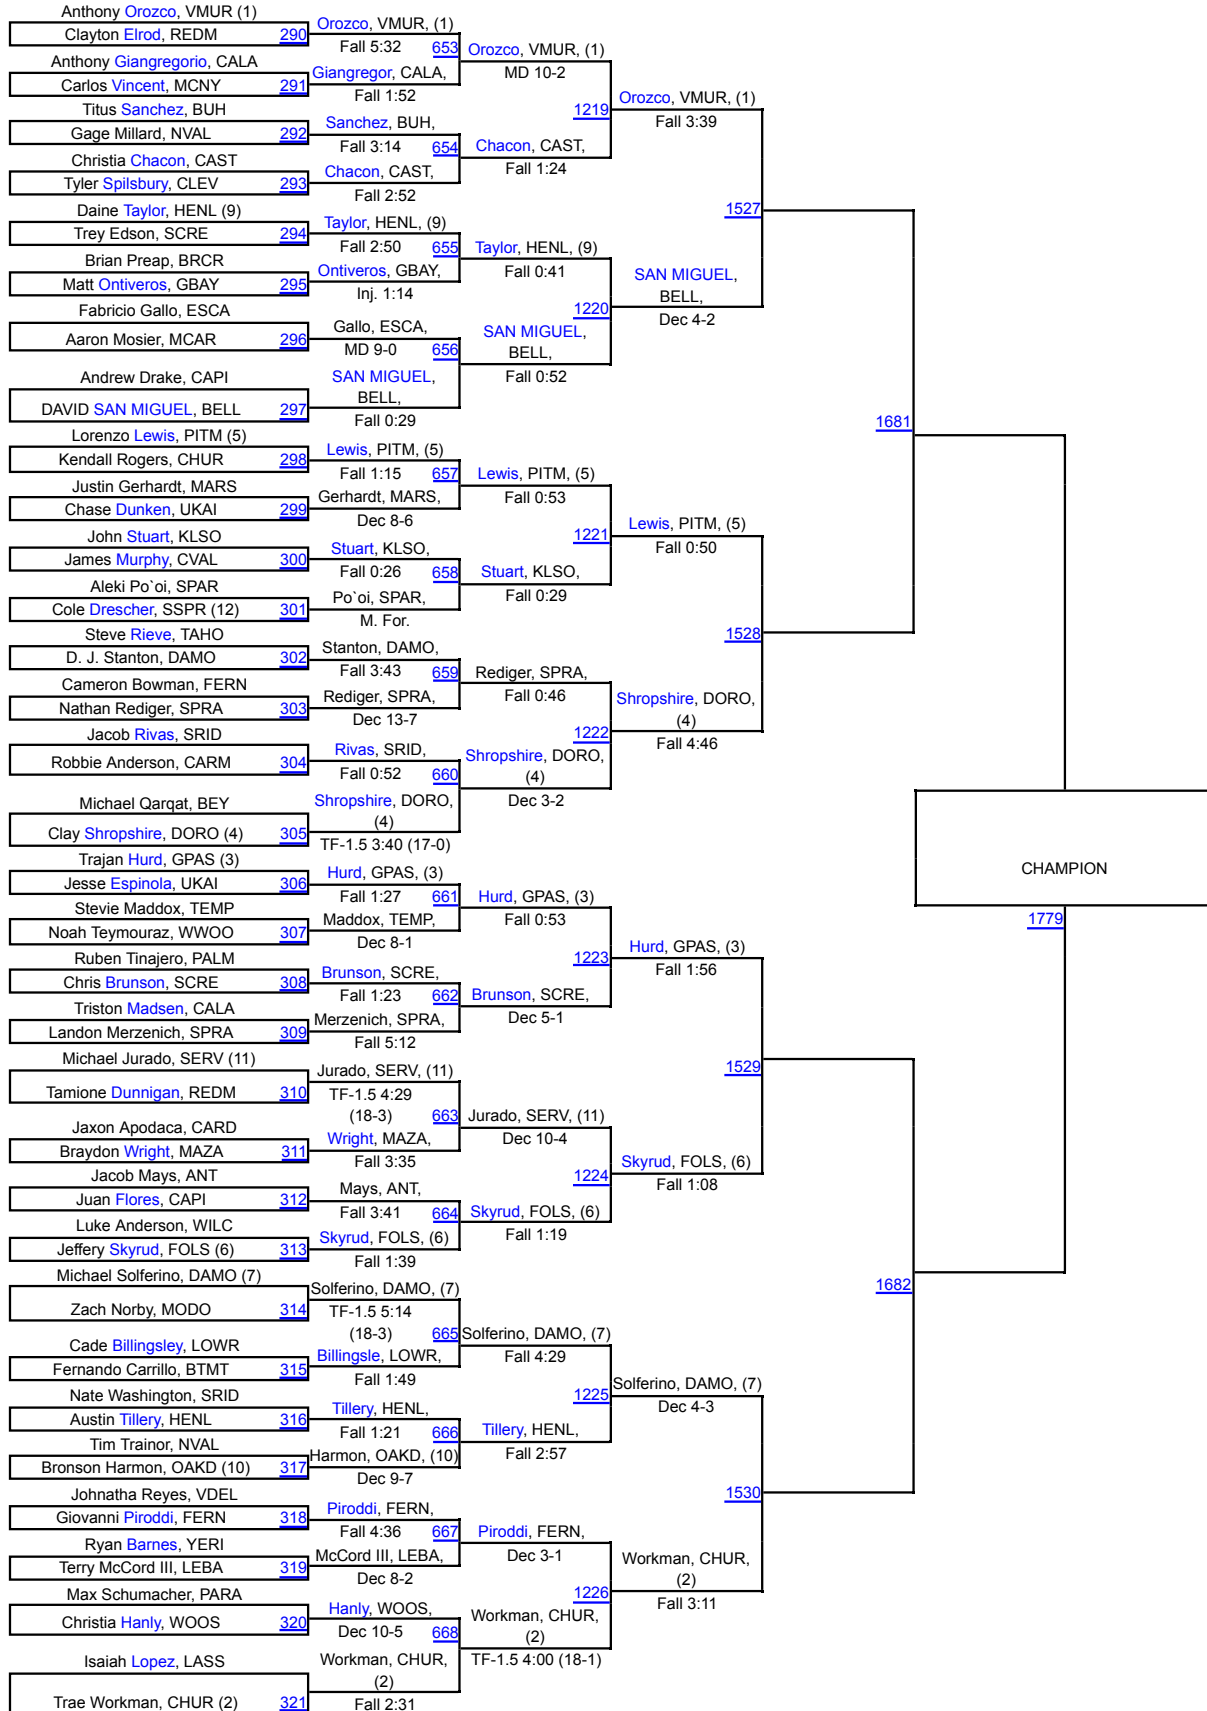 Anthony Orozco, VMUR (1)
Clayton Elrod, REDM 290
Anthony Giangregorio, CALA
Carlos Vincent, MCNY 291
Titus Sanchez, BUH
Gage Millard, NVAL 292
Christia Chacon, CAST
Tyler Spilsbury, CLEV 293
Daine Taylor, HENL (9)
Trey Edson, SCRE 294
Brian Preap, BRCR
Matt Ontiveros, GBAY 295
Fabricio Gallo, ESCA
Aaron Mosier, MCAR 296
Andrew Drake, CAPI
DAVID SAN MIGUEL, BELL 297
Lorenzo Lewis, PITM (5)
Kendall Rogers, CHUR 298
Justin Gerhardt, MARS
Chase Dunken, UKAI 299
John Stuart, KLSO
James Murphy, CVAL 300
Aleki Po`oi, SPAR
Cole Drescher, SSPR (12) 301
Steve Rieve, TAHO
D. J. Stanton, DAMO 302
Cameron Bowman, FERN
Nathan Rediger, SPRA 303
Jacob Rivas, SRID
Robbie Anderson, CARM 304
Michael Qarqat, BEY
Clay Shropshire, DORO (4) 305
Trajan Hurd, GPAS (3)
Jesse Espinola, UKAI 306
Stevie Maddox, TEMP
Noah Teymouraz, WWOO 307
Ruben Tinajero, PALM
Chris Brunson, SCRE 308
Triston Madsen, CALA
Landon Merzenich, SPRA 309
Michael Jurado, SERV (11)
Tamione Dunnigan, REDM 310
Jaxon Apodaca, CARD
Braydon Wright, MAZA 311
Jacob Mays, ANT
Juan Flores, CAPI 312
Luke Anderson, WILC
Jeffery Skyrud, FOLS (6) 313
Michael Solferino, DAMO (7)
Zach Norby, MODO 314
Cade Billingsley, LOWR
Fernando Carrillo, BTMT 315
Nate Washington, SRID
Austin Tillery, HENL 316
Tim Trainor, NVAL
Bronson Harmon, OAKD (10) 317
Johnatha Reyes, VDEL
Giovanni Piroddi, FERN 318
Ryan Barnes, YERI
Terry McCord III, LEBA 319
Max Schumacher, PARA
Christia Hanly, WOOS 320
Isaiah Lopez, LASS
Trae Workman, CHUR (2) 321
Orozco, VMUR, (1)
Fall 5:32 653
Giangregor, CALA,
Fall 1:52
Sanchez, BUH,
Fall 3:14 654
Chacon, CAST,
Fall 2:52
Taylor, HENL, (9)
Fall 2:50 655
Ontiveros, GBAY,
Inj. 1:14
Gallo, ESCA,
MD 9-0 656
SAN MIGUEL,
BELL,
Fall 0:29
Lewis, PITM, (5)
Fall 1:15 657
Gerhardt, MARS,
Dec 8-6
Stuart, KLSO,
Fall 0:26 658
Po`oi, SPAR,
M. For.
Stanton, DAMO,
Fall 3:43 659
Rediger, SPRA,
Dec 13-7
Rivas, SRID,
Fall 0:52 660
Shropshire, DORO,
(4)
TF-1.5 3:40 (17-0)
Hurd, GPAS, (3)
Fall 1:27 661
Maddox, TEMP,
Dec 8-1
Brunson, SCRE,
Fall 1:23 662
Merzenich, SPRA,
Fall 5:12
Jurado, SERV, (11)
TF-1.5 4:29
(18-3) 663
Wright, MAZA,
Fall 3:35
Mays, ANT,
Fall 3:41 664
Skyrud, FOLS, (6)
Fall 1:39
Solferino, DAMO, (7)
TF-1.5 5:14
(18-3) 665
Billingsle, LOWR,
Fall 1:49
Tillery, HENL,
Fall 1:21 666
Harmon, OAKD, (10)
Dec 9-7
Piroddi, FERN,
Fall 4:36 667
McCord III, LEBA,
Dec 8-2
Hanly, WOOS,
Dec 10-5 668
Workman, CHUR,
(2)
Fall 2:31
Orozco, VMUR, (1)
MD 10-2
1219
Chacon, CAST,
Fall 1:24
Taylor, HENL, (9)
Fall 0:41
1220
SAN MIGUEL,
BELL,
Fall 0:52
Lewis, PITM, (5)
Fall 0:53
1221
Stuart, KLSO,
Fall 0:29
Rediger, SPRA,
Fall 0:46
1222
Shropshire, DORO,
(4)
Dec 3-2
Hurd, GPAS, (3)
Fall 0:53
1223
Brunson, SCRE,
Dec 5-1
Jurado, SERV, (11)
Dec 10-4
1224
Skyrud, FOLS, (6)
Fall 1:19
Solferino, DAMO, (7)
Fall 4:29
1225
Tillery, HENL,
Fall 2:57
Piroddi, FERN,
Dec 3-1
1226
Workman, CHUR,
(2)
TF-1.5 4:00 (18-1)
Orozco, VMUR, (1)
Fall 3:39
1527
SAN MIGUEL,
BELL,
Dec 4-2
Lewis, PITM, (5)
Fall 0:50
1528
Shropshire, DORO,
(4)
Fall 4:46
Hurd, GPAS, (3)
Fall 1:56
1529
Skyrud, FOLS, (6)
Fall 1:08
Solferino, DAMO, (7)
Dec 4-3
1530
Workman, CHUR,
(2)
Fall 3:11
1681
1682
CHAMPION
1779